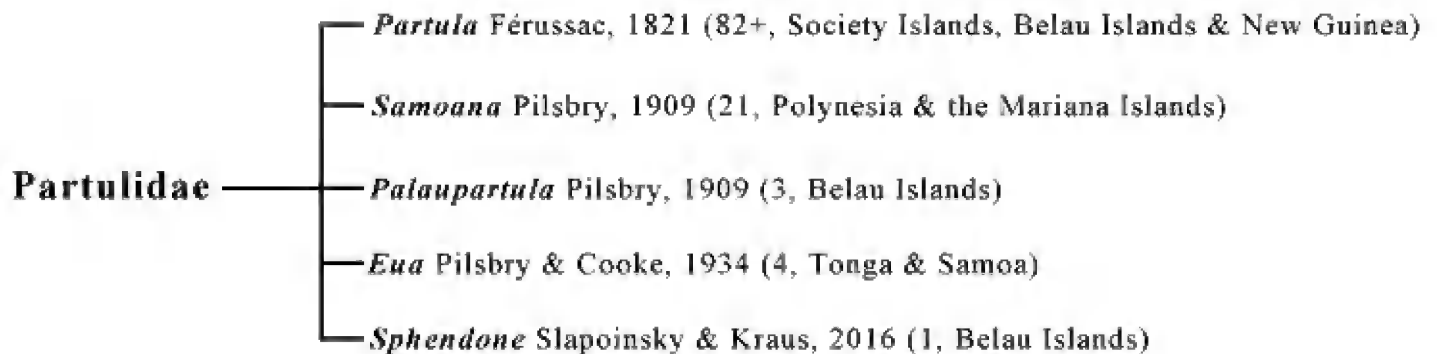 Partula Férussac, 1821 (82+, Society Islands, Belau Islands & New Guinea)
Samoana Pilsbry, 1909 (21, Polynesia & the Mariana Islands)
Partulidae
Palaupartula Pilsbry, 1909 (3, Belau Islands)
Eua Pilsbry & Cooke, 1934 (4, Tonga & Samoa)
Sphendone Slapoinsky & Kraus, 2016 (1, Belau Islands)